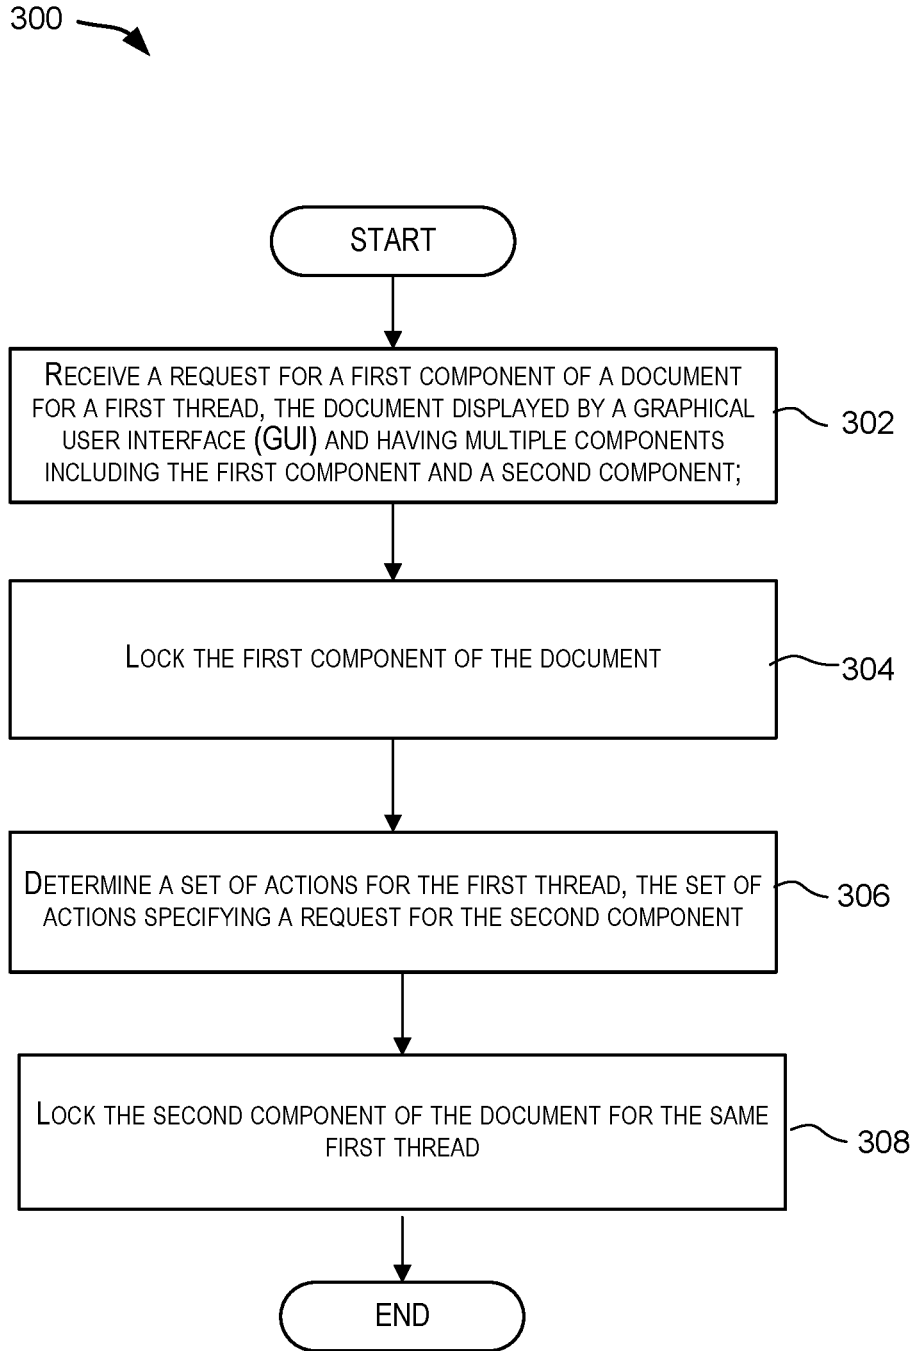 300
START
RECEIVE A REQUEST FOR A FIRST COMPONENT OF A DOCUMENT
FOR A FIRST THREAD, THE DOCUMENT DISPLAYED BY A GRAPHICAL
USER INTERFACE (GUI) AND HAVING MULTIPLE COMPONENTS
INCLUDING THE FIRST COMPONENT AND A SECOND COMPONENT;
302
LOCK THE FIRST COMPONENT OF THE DOCUMENT
304
DETERMINE A SET OF ACTIONS FOR THE FIRST THREAD, THE SET OF
ACTIONS SPECIFYING A REQUEST FOR THE SECOND COMPONENT
306
LOCK THE SECOND COMPONENT OF THE DOCUMENT FOR THE SAME
FIRST THREAD
308
END